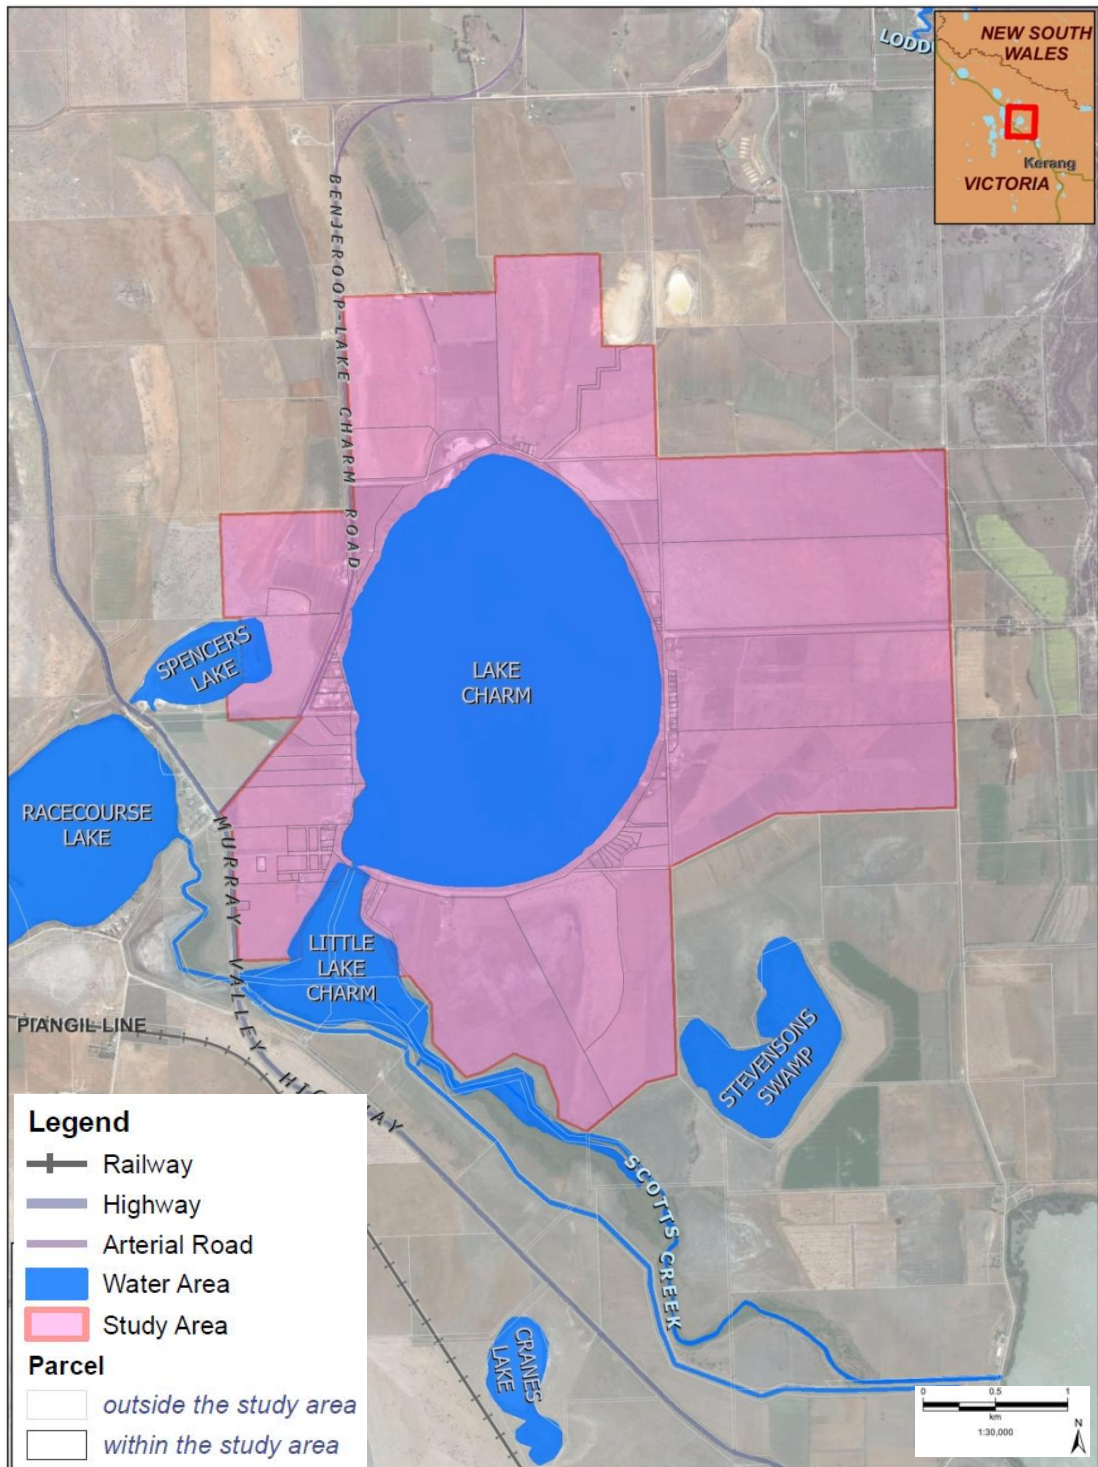 LODD
NEW SOUTH
WALES
Kerang
VICTORIA
BENJEROOP-LAKE CHARM ROAD
SPENCERS
LAKE
LAKE
CHARM
RACECOURSE
LAKE
MURRAY VALLEY HIGHWAY
LITTLE
LAKE
CHARM
PIANGIL LINE
STEVENSONS
SWAMP
SCOTTS CREEK
CRANES
LAKE
Legend
Railway
Highway
Arterial Road
Water Area
Study Area
Parcel
outside the study area
within the study area
0 0.5 1
km
1:30,000
N